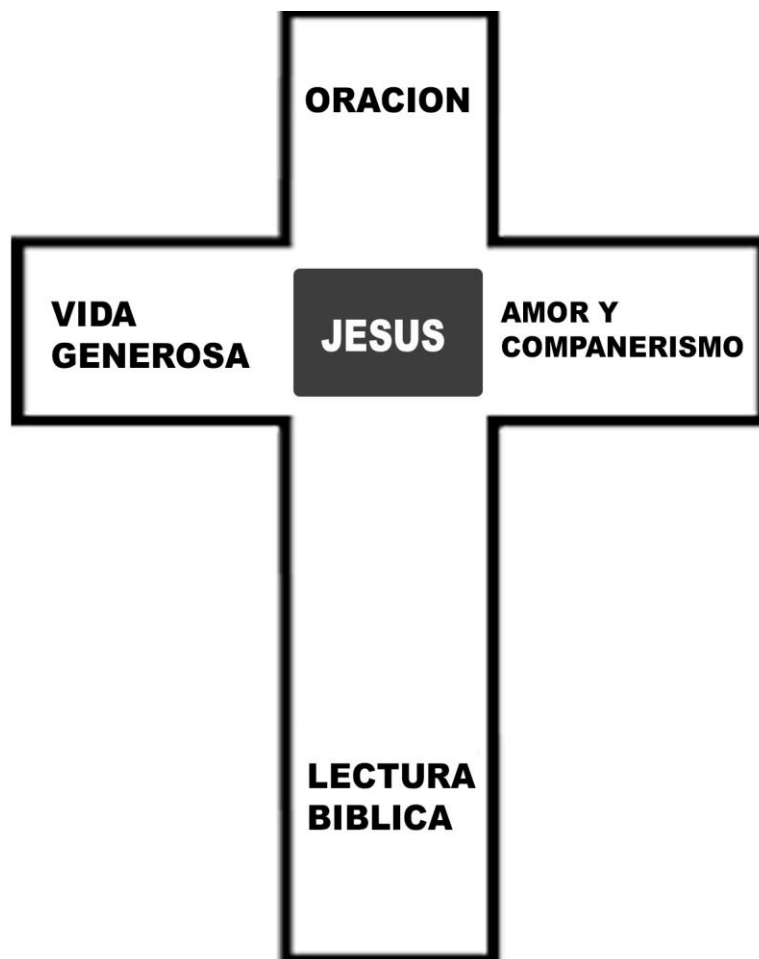 ORACION
VIDA
GENEROSA
JESUS
AMOR Y
COMPANERISMO
LECTURA
BIBLICA